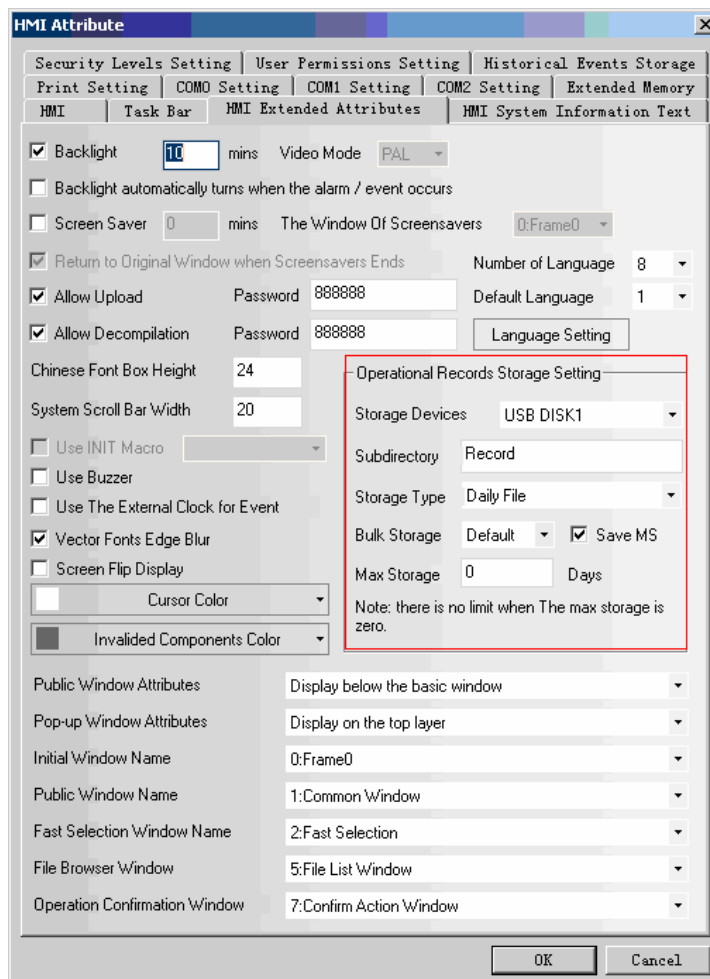 HMI Attribute
Security Levels Setting User Permissions Setting Historical Events Storage
Print Setting COM0 Setting COM1 Setting COM2 Setting Extended Memory
HMI Task Bar HMI Extended Attributes HMI System Information Text
Backlight 10 mins Video Mode PAL
Backlight automatically turns when the alarm / event occurs
Screen Saver 0 mins The Window Of Screensavers 0:Frame0
Return to Original Window when Screensavers Ends Number of Language 8
Allow Upload Password 888888 Default Language 1
Allow Decompilation Password 888888 Language Setting
Chinese Font Box Height 24
System Scroll Bar Width 20
Use INIT Macro
Use Buzzer
Use The External Clock for Event
Vector Fonts Edge Blur
Screen Flip Display
Cursor Color
Invalided Components Color
Operational Records Storage Setting
Storage Devices USB DISK1
Subdirectory Record
Storage Type Daily File
Bulk Storage Default Save MS
Max Storage 0 Days
Note: there is no limit when The max storage is
zero.
Public Window Attributes Display below the basic window
Pop-up Window Attributes Display on the top layer
Initial Window Name 0:Frame0
Public Window Name 1:Common Window
Fast Selection Window Name 2:Fast Selection
File Browser Window 5:File List Window
Operation Confirmation Window 7:Confirm Action Window
OK Cancel